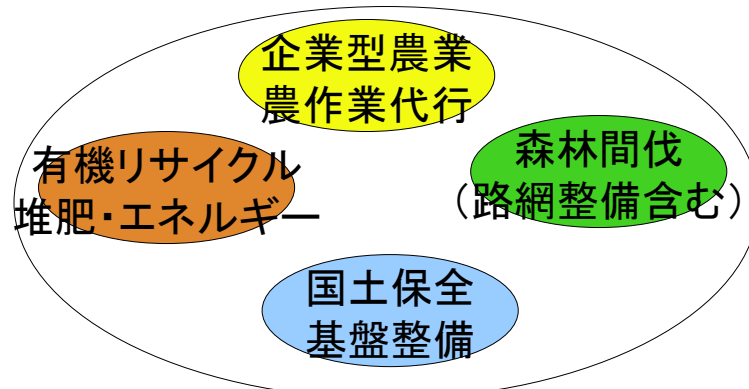 企業型農業
農作業代行
有機リサイクル
堆肥・エネルギー
森林間伐
（路網整備含む）
国土保全
基盤整備